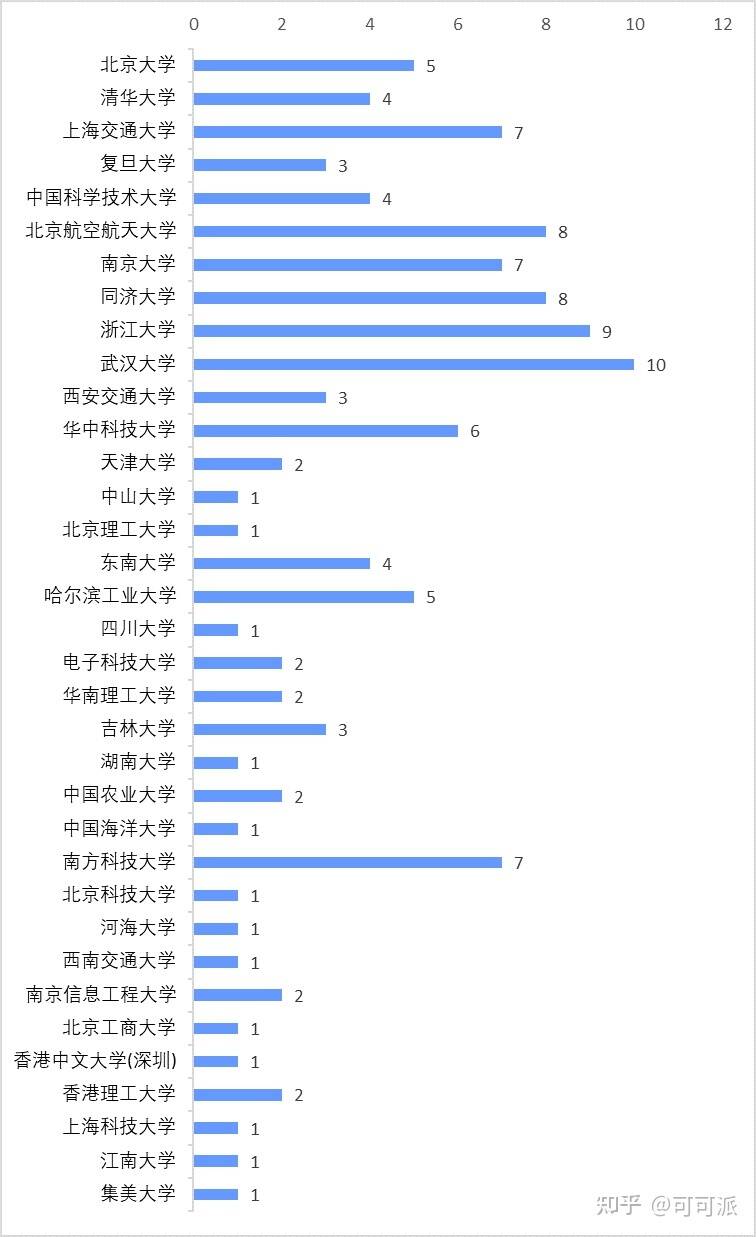 0 2 4 6 8 10 12
北京大学 5
清华大学 4
上海交通大学 7
复旦大学 3
中国科学技术大学 4
北京航空航天大学 8
南京大学 7
同济大学 8
浙江大学 9
武汉大学 10
西安交通大学 3
华中科技大学 6
天津大学 2
中山大学 1
北京理工大学 1
东南大学 4
哈尔滨工业大学 5
四川大学 1
电子科技大学 2
华南理工大学 2
吉林大学 3
湖南大学 1
中国农业大学 2
中国海洋大学 1
南方科技大学 7
北京科技大学 1
河海大学 1
西南交通大学 1
南京信息工程大学 2
北京工商大学 1
香港中文大学(深圳) 1
香港理工大学 2
上海科技大学 1
江南大学 1
集美大学 1
知乎 @可可派